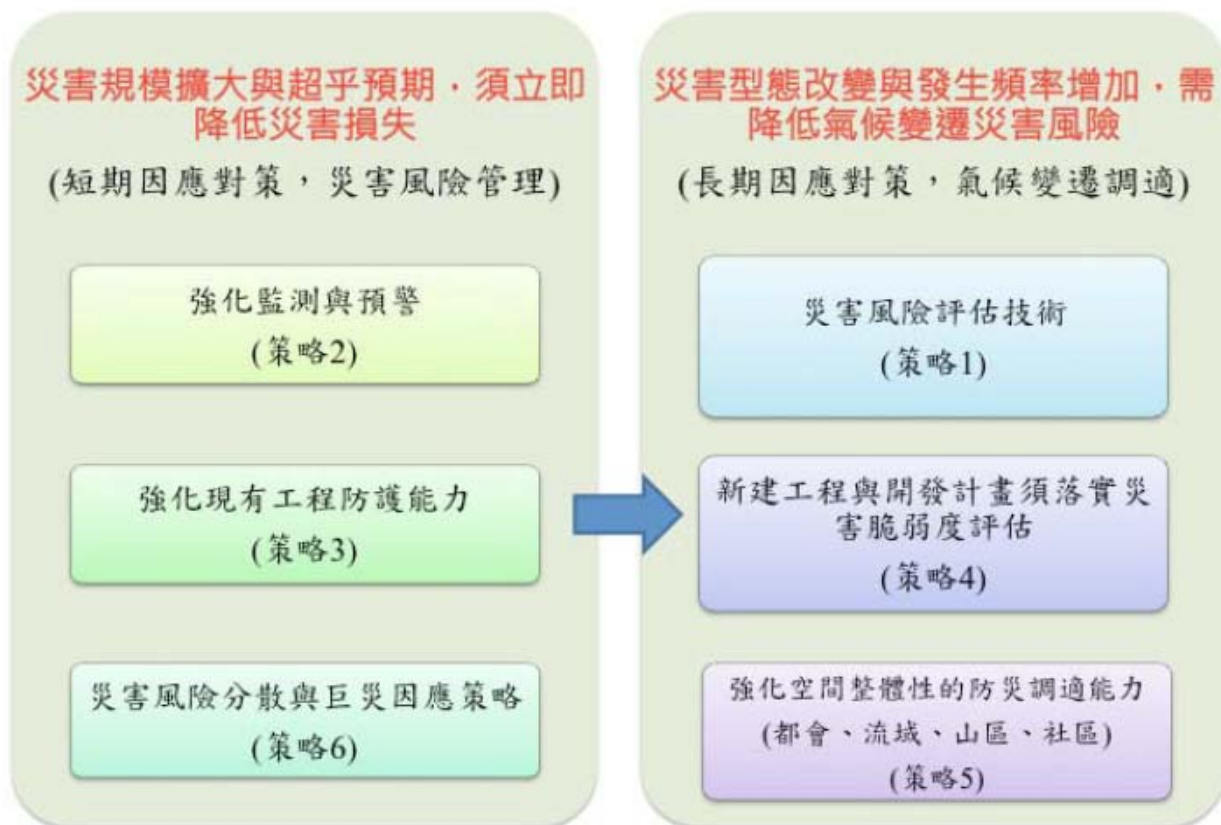 災害規模擴大與超乎預期，須立即
降低災害損失
(短期因應對策，災害風險管理)
強化監測與預警
(策略2)
強化現有工程防護能力
(策略3)
災害風險分散與巨災因應策略
(策略6)
災害型態改變與發生頻率增加，需
降低氣候變遷災害風險
(長期因應對策，氣候變遷調適)
災害風險評估技術
(策略1)
新建工程與開發計畫須落實災
害脆弱度評估
(策略4)
強化空間整體性的防災調適能力
(都會、流域、山區、社區)
(策略5)